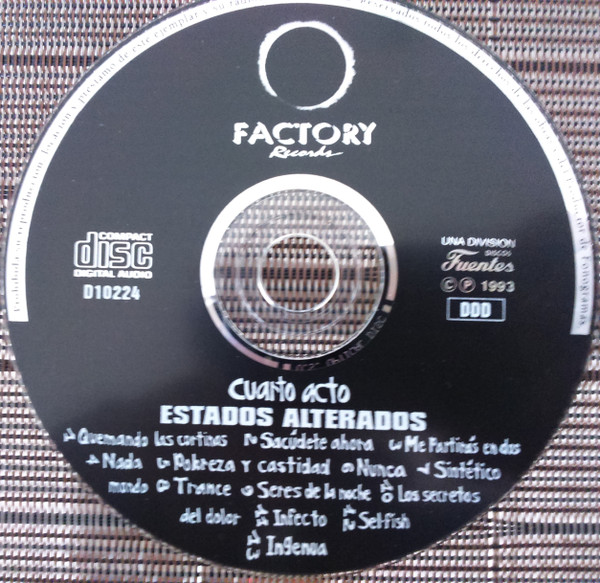 FACTORY
Records
COMPACT
disc
DIGITAL AUDIO
D10224
UNA DIVISION
DISCOS
Fuentes
© ℗ 1993
DDD
cuarto acto
ESTADOS ALTERADOS
1 Quemando las cortinas 2 Sacúdete ahora 3 Me Partirás en dos
4 Nada 5 Pobreza y castidad 6 Nunca 7 Sintético
mundo 8 Trance 9 Seres de la noche 10 Los secretos
del dolor 11 Infecto 12 Sel-fish
13 Ingenua